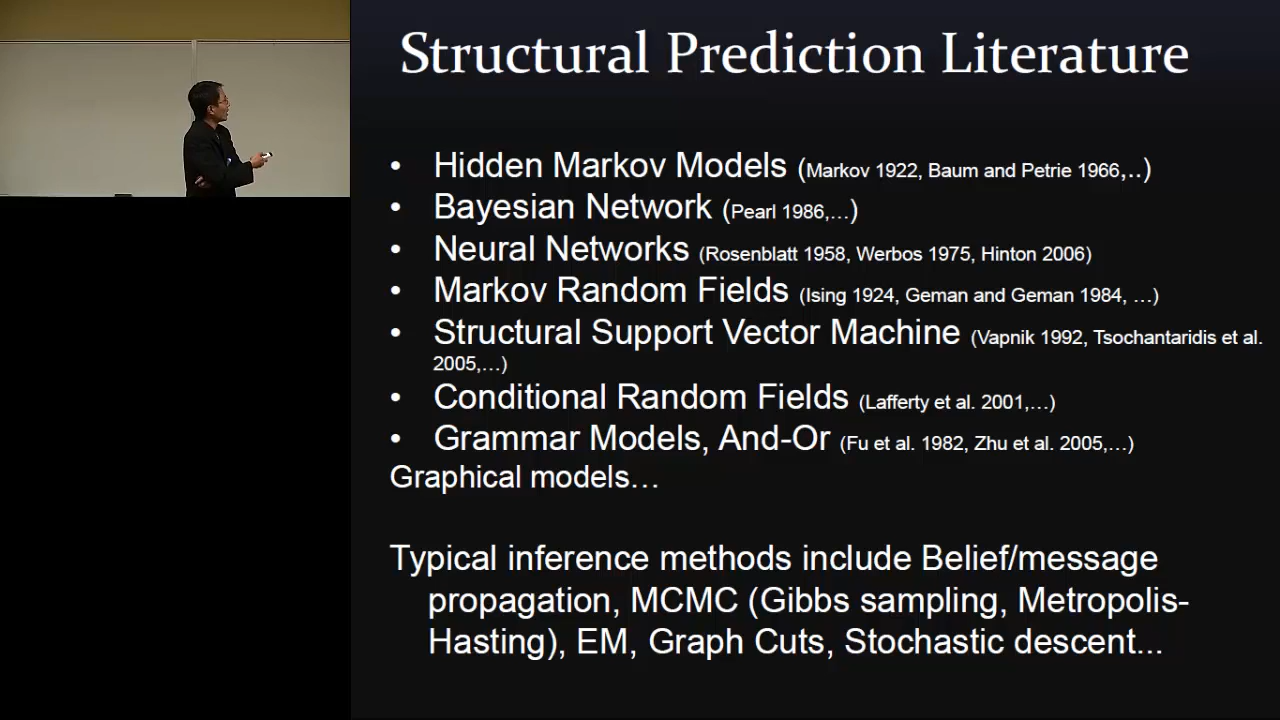 Structural Prediction Literature
• Hidden Markov Models (Markov 1922, Baum and Petrie 1966,..)
• Bayesian Network (Pearl 1986,…)
• Neural Networks (Rosenblatt 1958, Werbos 1975, Hinton 2006)
• Markov Random Fields (Ising 1924, Geman and Geman 1984, …)
• Structural Support Vector Machine (Vapnik 1992, Tsochantaridis et al.
2005,…)
• Conditional Random Fields (Lafferty et al. 2001,…)
• Grammar Models, And-Or (Fu et al. 1982, Zhu et al. 2005,…)
Graphical models…
Typical inference methods include Belief/message
propagation, MCMC (Gibbs sampling, Metropolis-
Hasting), EM, Graph Cuts, Stochastic descent...